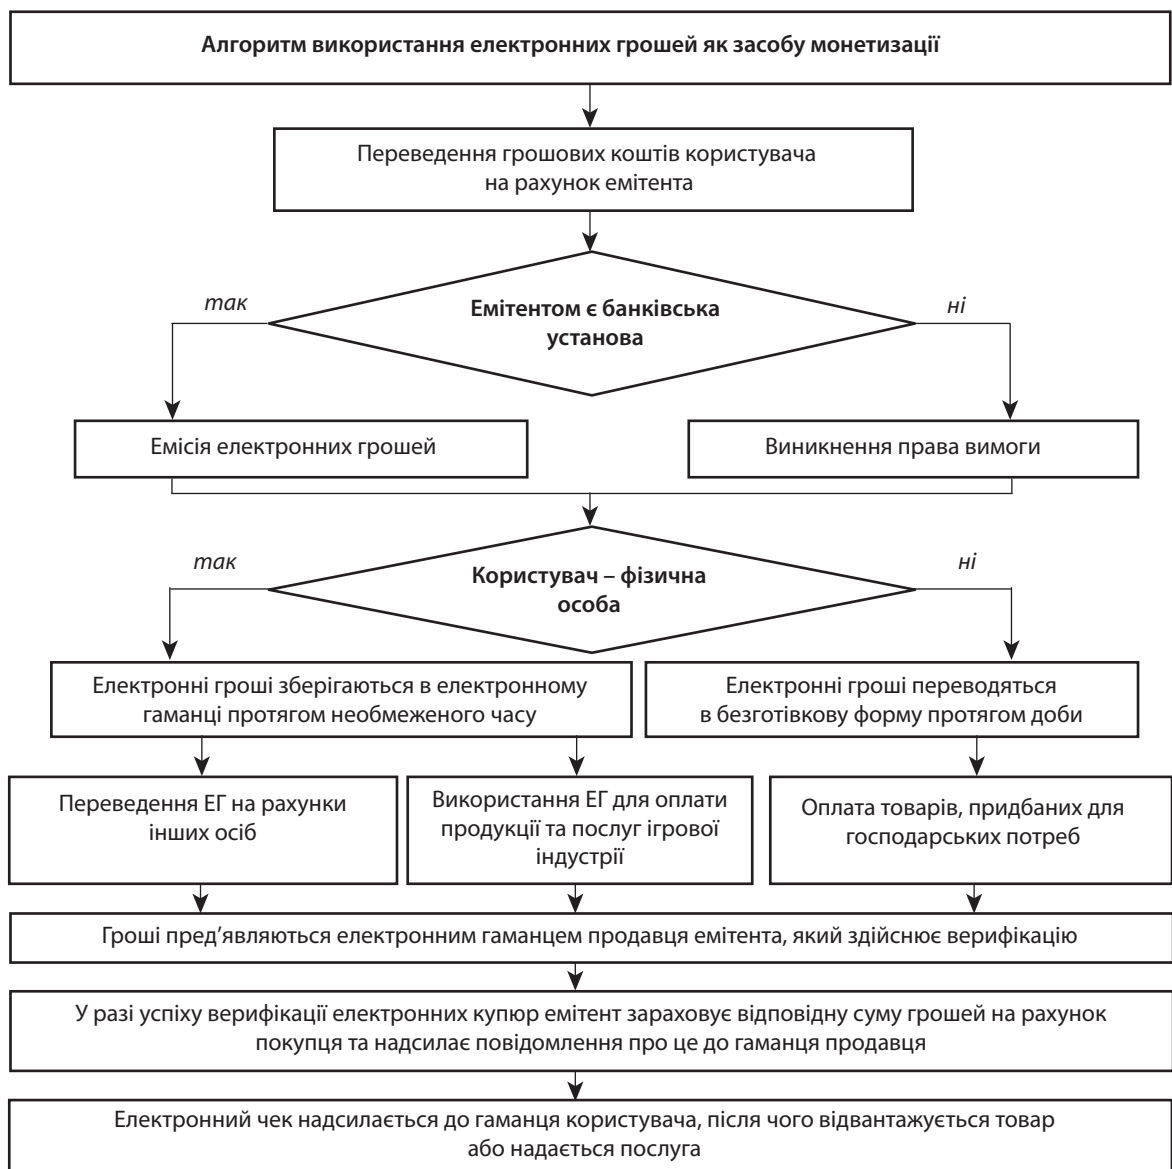 Алгоритм використання електронних грошей як засобу монетизації
Переведення грошових коштів користувача
на рахунок емітента
так
Емітентом є банківська
установа
ні
Емісія електронних грошей
Виникнення права вимоги
так
Користувач – фізична
особа
ні
Електронні гроші зберігаються в електронному
гаманці протягом необмеженого часу
Електронні гроші переводяться
в безготівкову форму протягом доби
Переведення ЕГ на рахунки
інших осіб
Використання ЕГ для оплати
продукції та послуг ігрової
індустрії
Оплата товарів, придбаних для
господарських потреб
Гроші пред’являються електронним гаманцем продавця емітента, який здійснює верифікацію
У разі успіху верифікації електронних купюр емітент зараховує відповідну суму грошей на рахунок
покупця та надсилає повідомлення про це до гаманця продавця
Електронний чек надсилається до гаманця користувача, після чого відвантажується товар
або надається послуга